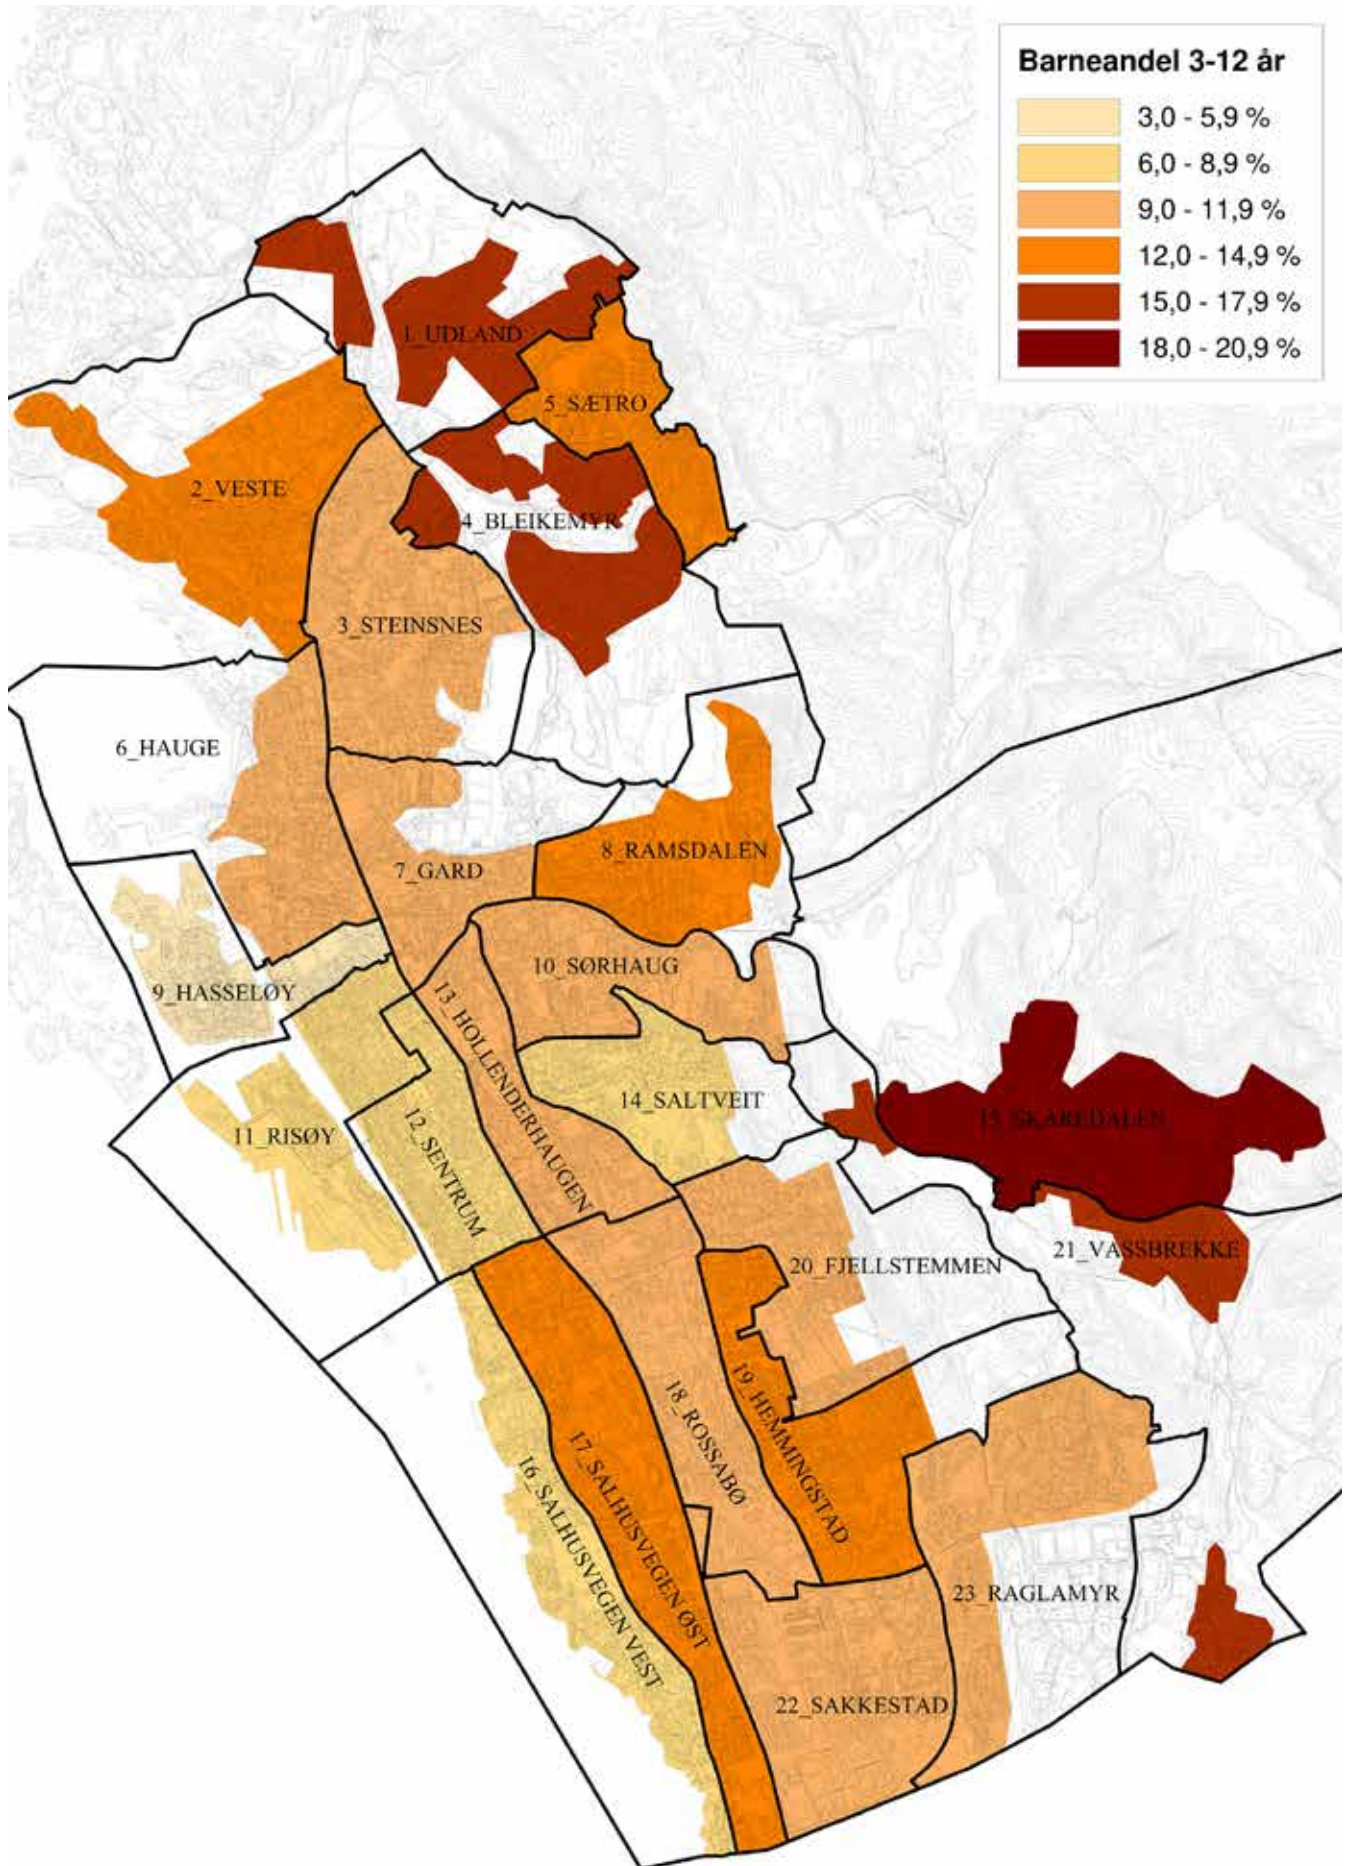 Barneandel 3-12 år
3,0 - 5,9 %
6,0 - 8,9 %
9,0 - 11,9 %
12,0 - 14,9 %
15,0 - 17,9 %
18,0 - 20,9 %
1_UDLAND
5_SÆTRO
2_VESTE
4_BLEIKEMYR
3_STEINSNES
6_HAUGE
8_RAMSDALEN
7_GARD
10_SØRHAUG
9_HASSELØY
13_HOLLENDERHAUGEN
14_SALTVEIT
15_SKAREDALEN
11_RISØY
12_SENTRUM
21_VASSBREKKE
20_FJELLSTEMMEN
19_HEMMINGSTAD
18_ROSSABØ
17_SALHUSVEGEN ØST
16_SALHUSVEGEN VEST
23_RAGLAMYR
22_SAKKESTAD